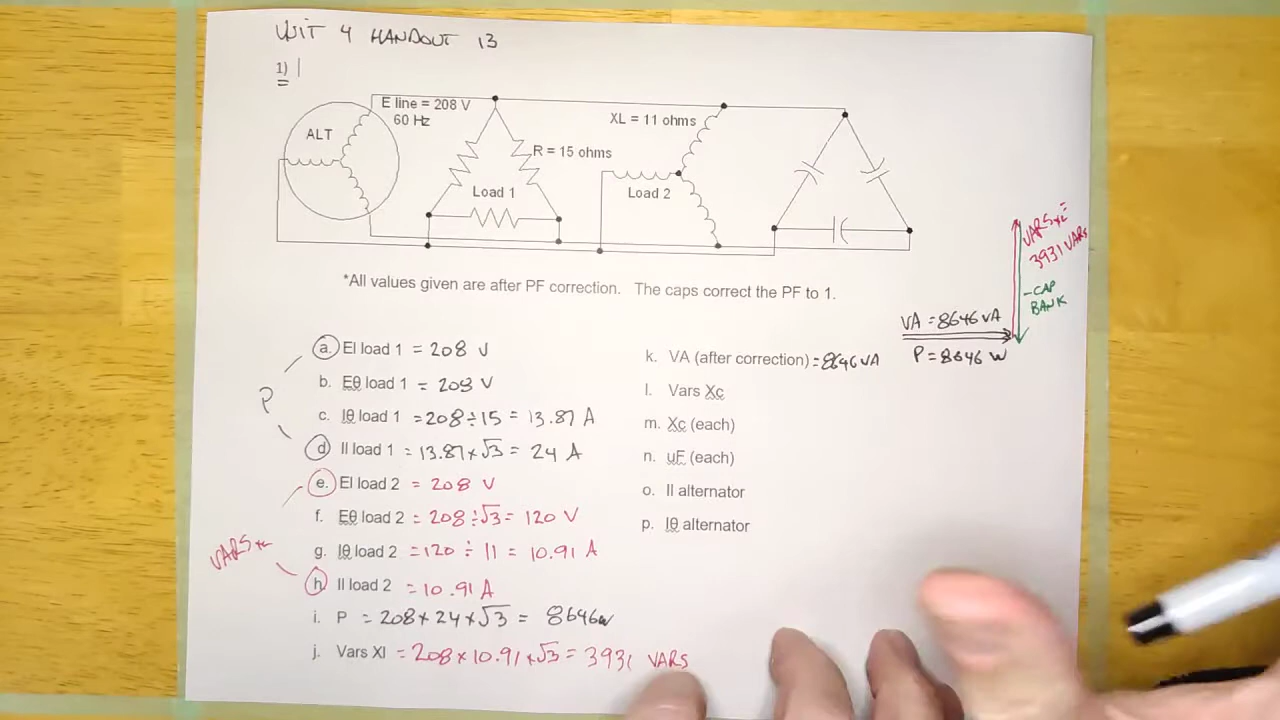 UNIT 4 HANDOUT 13
1)
E line = 208 V
60 Hz
ALT
R = 15 ohms
Load 1
XL = 11 ohms
Load 2
*All values given are after PF correction. The caps correct the PF to 1.
P
a. El load 1 = 208 V
b. Eθ load 1 = 208 V
c. Iθ load 1 = 208 ÷ 15 = 13.87 A
d Il load 1 = 13.87 x √3 = 24 A
e. El load 2 = 208 V
f. Eθ load 2 = 208 ÷ √3 = 120 V
g. Iθ load 2 = 120 ÷ 11 = 10.91 A
h. Il load 2 = 10.91 A
i. P = 208 x 24 x √3 = 8646w
j. Vars Xl = 208 x 10.91 x √3 = 3931 VARS
VARS XL
k. VA (after correction) = 8646 VA
l. Vars Xc
m. Xc (each)
n. uF (each)
o. Il alternator
p. Iθ alternator
VARS XL =
3931 VARS
- CAP
BANK
VA = 8646 VA
P = 8646 W